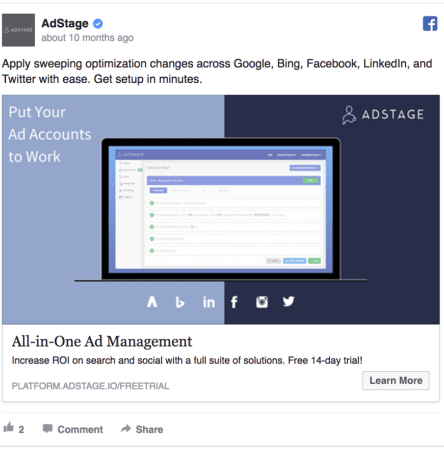 AdStage
about 10 months ago
Apply sweeping optimization changes across Google, Bing, Facebook, LinkedIn, and
Twitter with ease. Get setup in minutes.
Put Your
Ad Accounts
to Work
ADSTAGE
All-in-One Ad Management
Increase ROI on search and social with a full suite of solutions. Free 14-day trial!
PLATFORM.ADSTAGE.IO/FREETRIAL
Learn More
2
Comment
Share